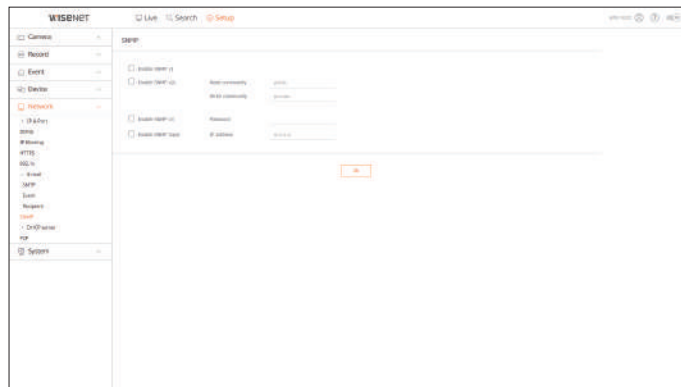 WISENET
Live Search Setup
Camera
Record
Event
Device
Network
IP & Port
DDNS
IP filtering
HTTPS
802.1x
E-mail
SMTP
Event
Recipient
SNMP
DHCP server
P2P
System
SNMP
Enable SNMP v1
Enable SNMP v2c Read community public
Write community
Enable SNMP v3 Password
Enable SNMP Traps IP address
OK